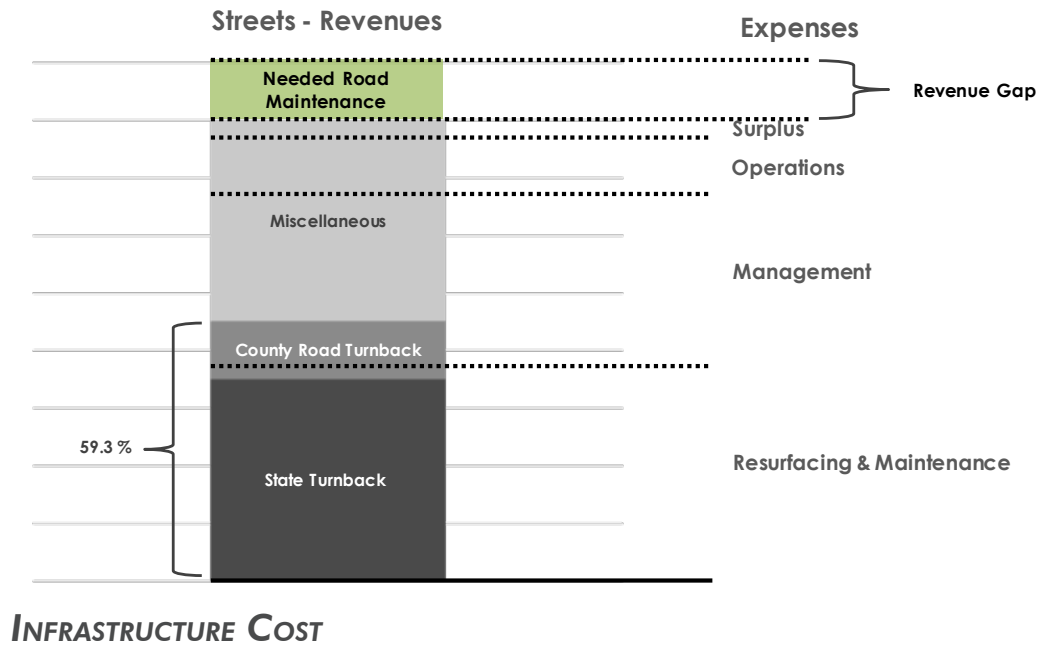 Streets - Revenues
Expenses
Needed Road
Maintenance
Revenue Gap
Surplus
Operations
Miscellaneous
Management
County Road Turnback
59.3 %
Resurfacing & Maintenance
State Turnback
INFRASTRUCTURE COST